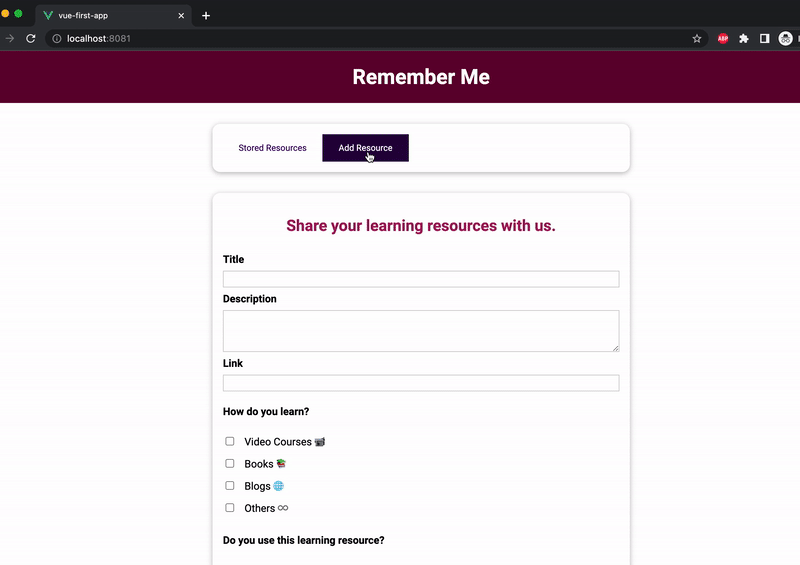 vue-first-app
localhost:8081
ABP
Remember Me
Stored Resources
Add Resource
Share your learning resources with us.
Title
Description
Link
How do you learn?
Video Courses 📹
Books 📚
Blogs 🌐
Others ♾
Do you use this learning resource?